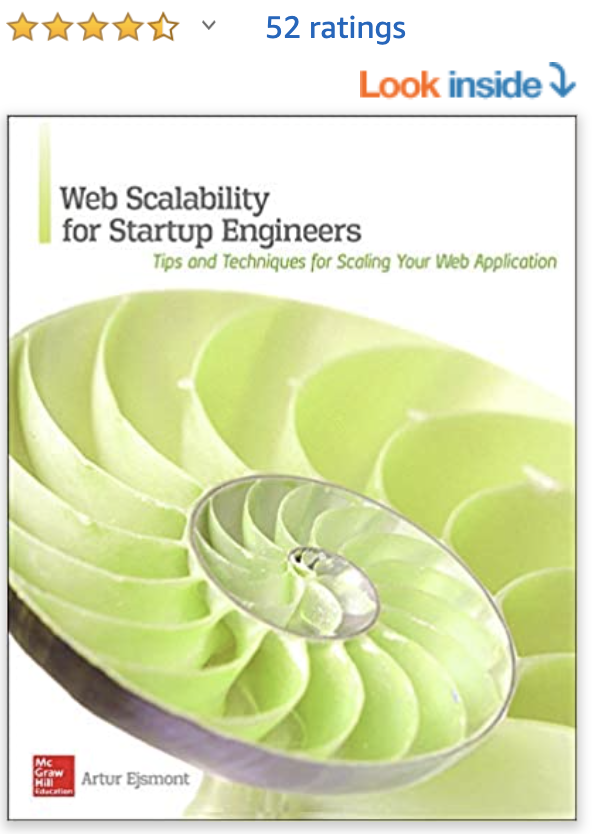 52 ratings
Look inside
Web Scalability
for Startup Engineers
Tips and Techniques for Scaling Your Web Application
Mc
Graw
Hill
Education
Artur Ejsmont